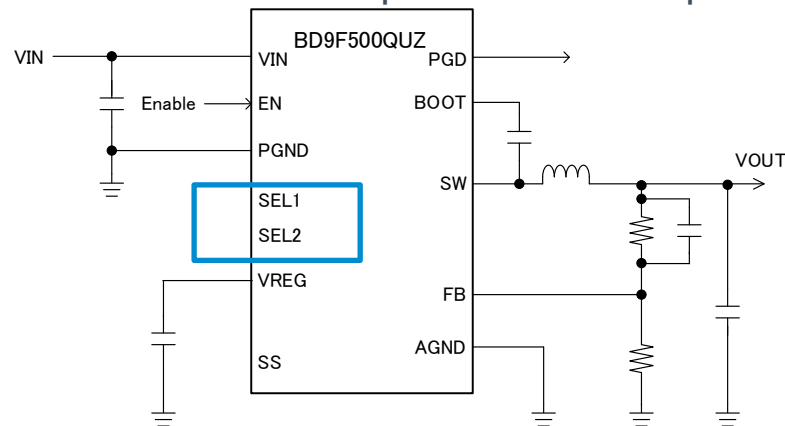 BD9F500QUZ
VIN
VIN
PGD
Enable
EN
BOOT
PGND
VOUT
SW
SEL1
SEL2
VREG
FB
AGND
SS